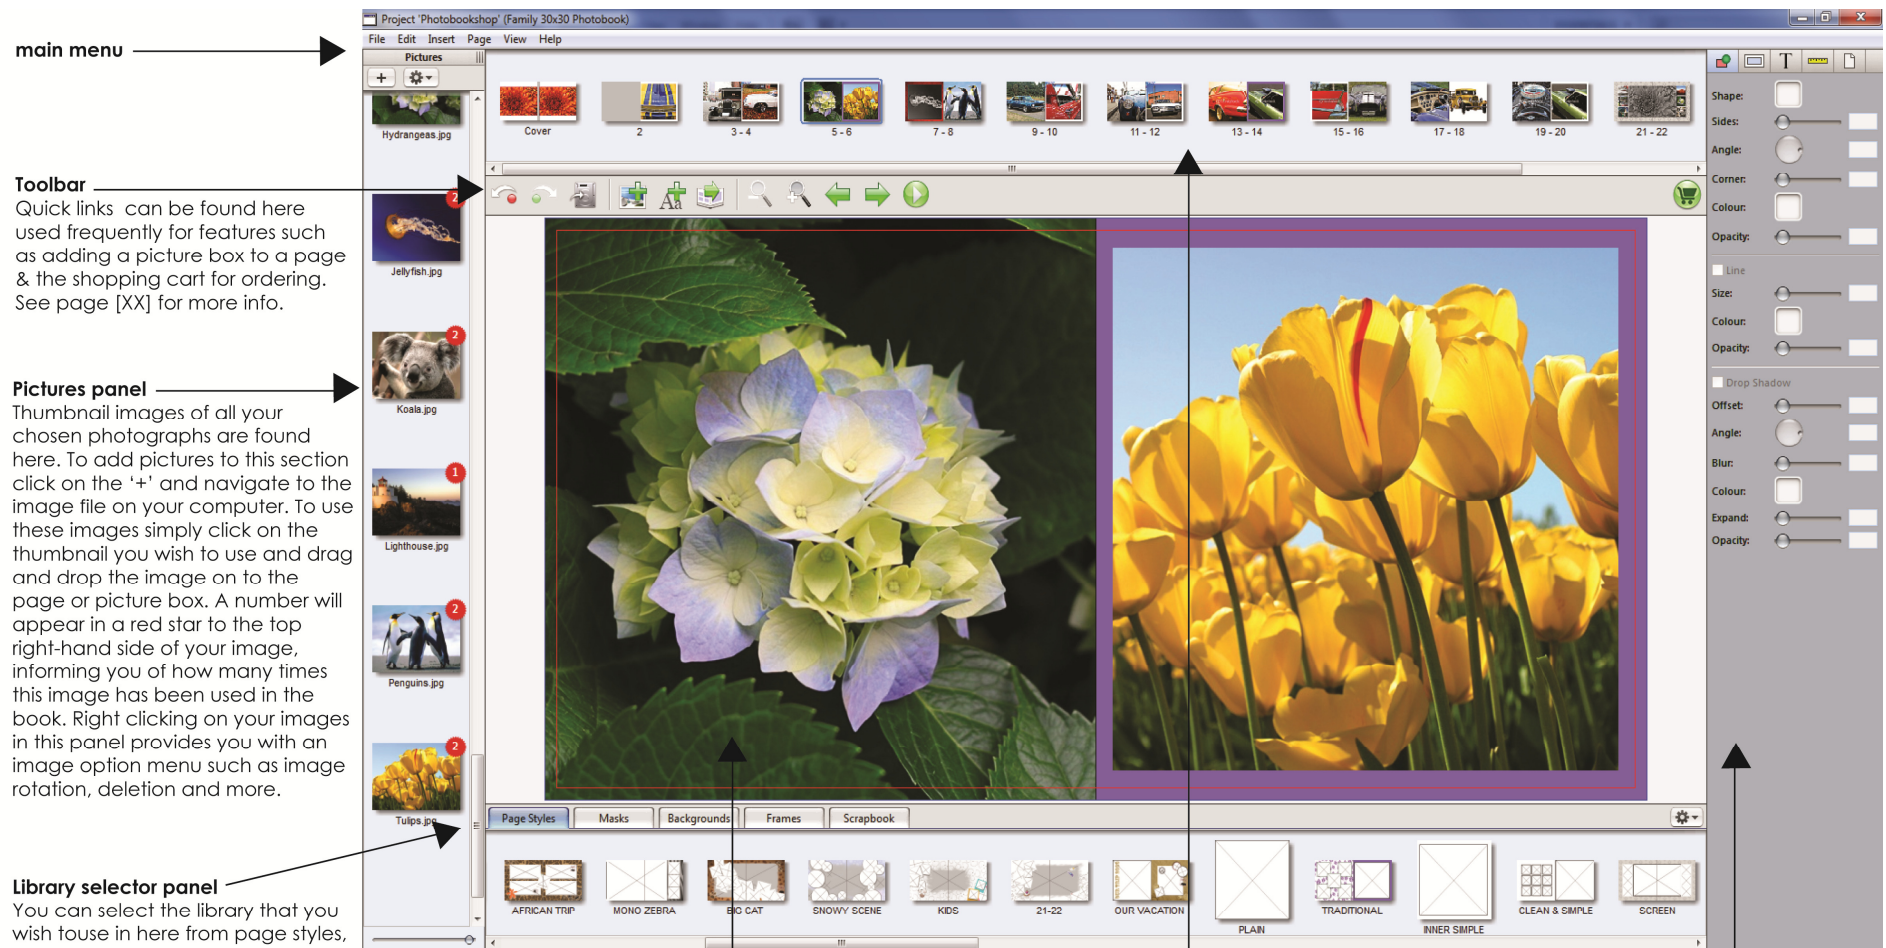 Project 'Photobookshop' (Family 30x30 Photobook)
File Edit Insert Page View Help
main menu
Pictures
Cover
2
3 - 4
5 - 6
7 - 8
9 - 10
11 - 12
13 - 14
15 - 16
17 - 18
19 - 20
21 - 22
Toolbar
Quick links can be found here
used frequently for features such
as adding a picture box to a page
& the shopping cart for ordering.
See page [XX] for more info.
Pictures panel
Thumbnail images of all your
chosen photographs are found
here. To add pictures to this section
click on the ‘+’ and navigate to the
image file on your computer. To use
these images simply click on the
thumbnail you wish to use and drag
and drop the image on to the
page or picture box. A number will
appear in a red star to the top
right-hand side of your image,
informing you of how many times
this image has been used in the
book. Right clicking on your images
in this panel provides you with an
image option menu such as image
rotation, deletion and more.
Library selector panel
You can select the library that you
wish touse in here from page styles,
Hydrangeas.jpg
2
Jellyfish.jpg
2
Koala.jpg
1
Lighthouse.jpg
2
Penguins.jpg
2
Tulips.jpg
Aa
T
Shape:
Sides:
Angle:
Corner:
Colour:
Opacity:
Line
Size:
Colour:
Opacity:
Drop Shadow
Offset:
Angle:
Blur:
Colour:
Expand:
Opacity:
Page Styles
Masks
Backgrounds
Frames
Scrapbook
AFRICAN TRIP
MONO ZEBRA
BIG CAT
SNOWY SCENE
KIDS
21-22
OUR VACATION
PLAIN
TRADITIONAL
INNER SIMPLE
CLEAN & SIMPLE
SCREEN